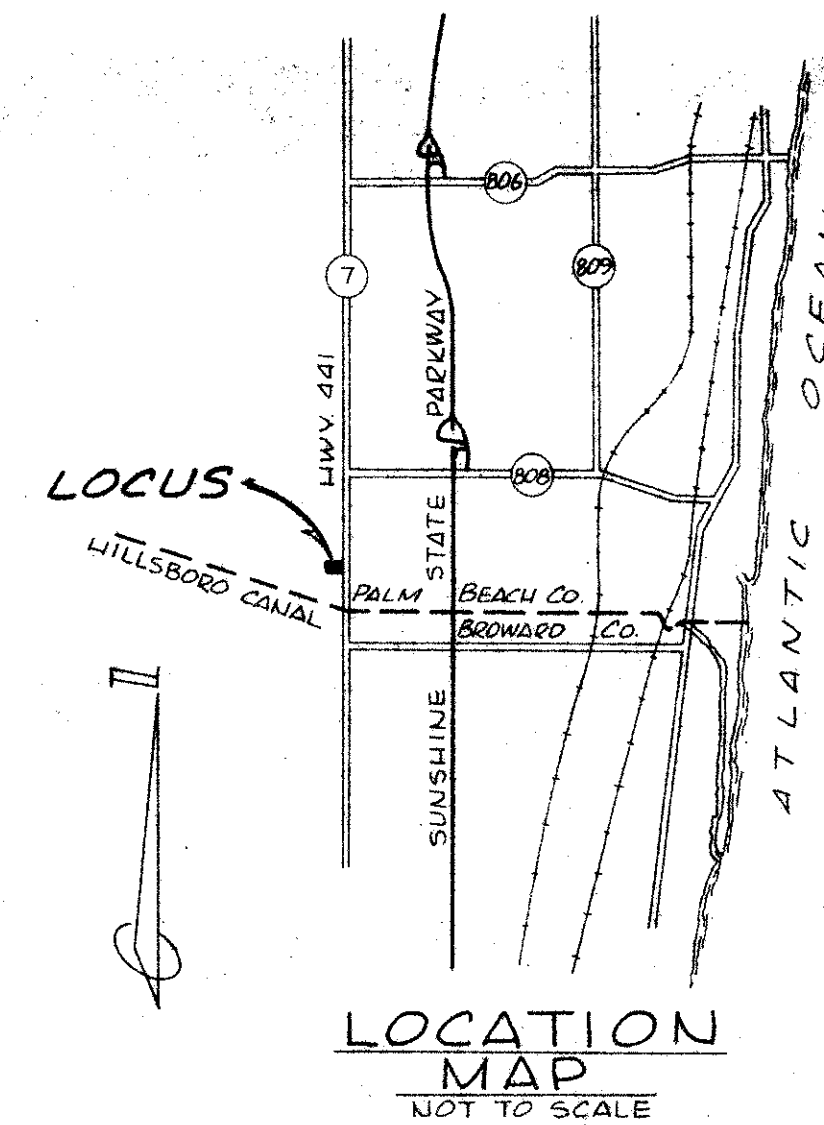 806
7
809
HWY. 441
SUNSHINE STATE PARKWAY
808
LOCUS
HILLSBORO CANAL
PALM BEACH CO.
BROWARD CO.
ATLANTIC OCEAN
LOCATION
MAP
NOT TO SCALE